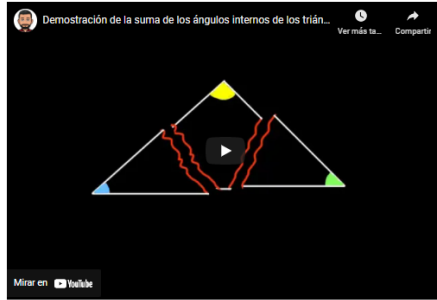 Demostración de la suma de los ángulos internos de los trián...
Ver más ta...
Compartir
Mirar en YouTube